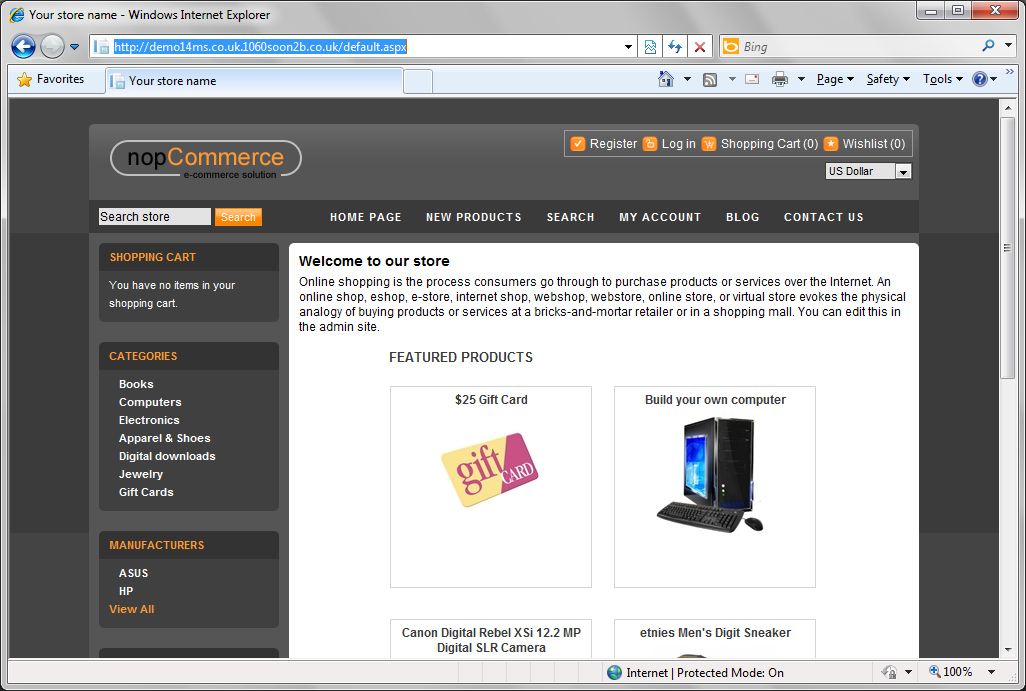 Your store name - Windows Internet Explorer
http://demo14ms.co.uk.1060soon2b.co.uk/default.aspx
Bing
Favorites
Your store name
Page
Safety
Tools
nopCommerce
e-commerce solution
Register
Log in
Shopping Cart (0)
Wishlist (0)
US Dollar
Search store
Search
HOME PAGE
NEW PRODUCTS
SEARCH
MY ACCOUNT
BLOG
CONTACT US
SHOPPING CART
You have no items in your
shopping cart.
CATEGORIES
Books
Computers
Electronics
Apparel & Shoes
Digital downloads
Jewelry
Gift Cards
MANUFACTURERS
ASUS
HP
View All
Welcome to our store
Online shopping is the process consumers go through to purchase products or services over the Internet. An
online shop, eshop, e-store, internet shop, webshop, webstore, online store, or virtual store evokes the physical
analogy of buying products or services at a bricks-and-mortar retailer or in a shopping mall. You can edit this in
the admin site.
FEATURED PRODUCTS
$25 Gift Card
gift
CARD
Build your own computer
Canon Digital Rebel XSi 12.2 MP
Digital SLR Camera
etnies Men's Digit Sneaker
Internet | Protected Mode: On
100%